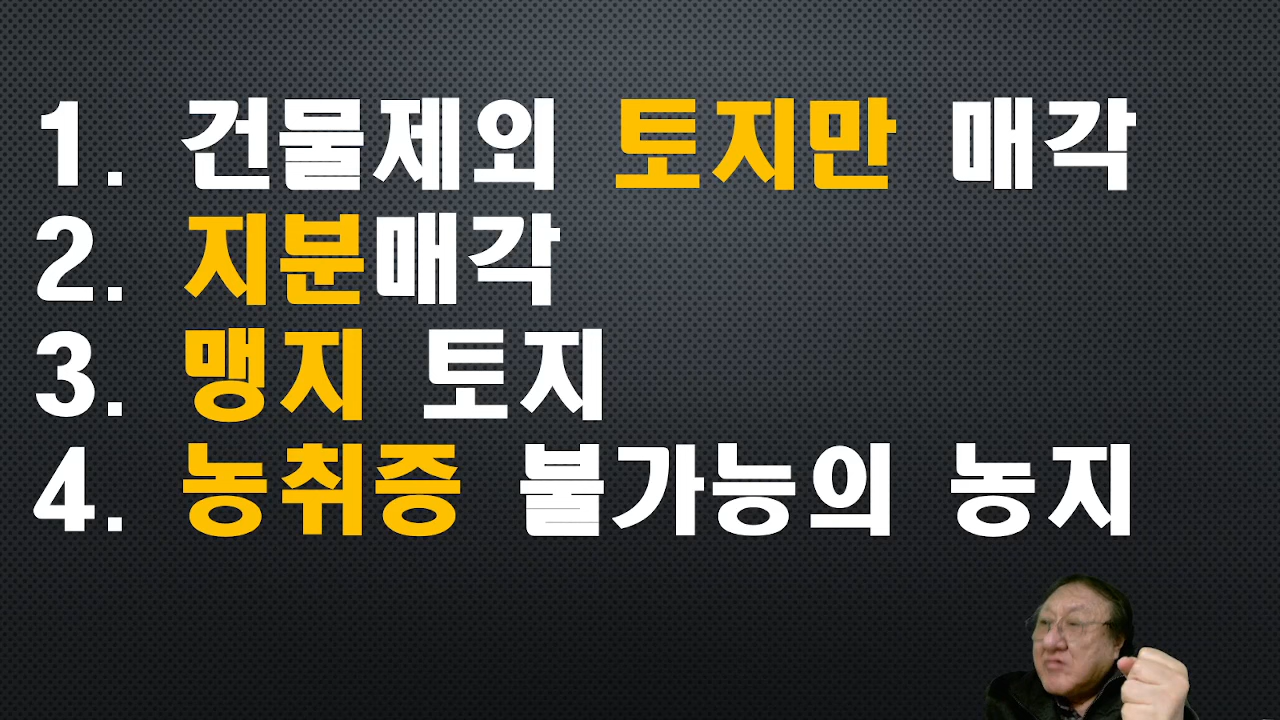 1. 건물제외 토지만 매각
2. 지분매각
3. 맹지 토지
4. 농취증 불가능의 농지